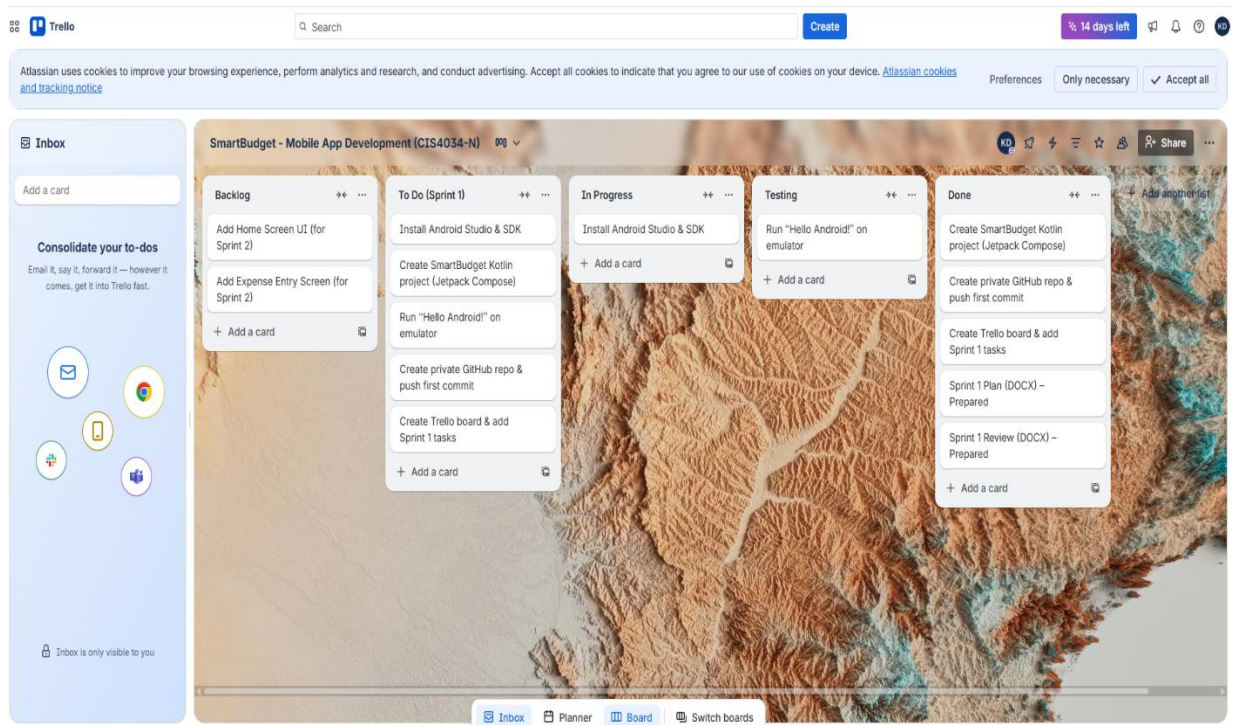 Trello
Search
Create
14 days left
KD
Atlassian uses cookies to improve your browsing experience, perform analytics and research, and conduct advertising. Accept all cookies to indicate that you agree to our use of cookies on your device. Atlassian cookies
and tracking notice
Preferences
Only necessary
Accept all
Inbox
Add a card
Consolidate your to-dos
Email it, say it, forward it — however it
comes, get it into Trello fast.
Inbox is only visible to you
SmartBudget - Mobile App Development (CIS4034-N)
KD
Share
Backlog
Add Home Screen UI (for
Sprint 2)
Add Expense Entry Screen (for
Sprint 2)
+ Add a card
To Do (Sprint 1)
Install Android Studio & SDK
Create SmartBudget Kotlin
project (Jetpack Compose)
Run "Hello Android!" on
emulator
Create private GitHub repo &
push first commit
Create Trello board & add
Sprint 1 tasks
+ Add a card
In Progress
Install Android Studio & SDK
+ Add a card
Testing
Run "Hello Android!" on
emulator
+ Add a card
Done
Create SmartBudget Kotlin
project (Jetpack Compose)
Create private GitHub repo &
push first commit
Create Trello board & add
Sprint 1 tasks
Sprint 1 Plan (DOCX) –
Prepared
Sprint 1 Review (DOCX) –
Prepared
+ Add a card
+ Add another list
Inbox
Planner
Board
Switch boards